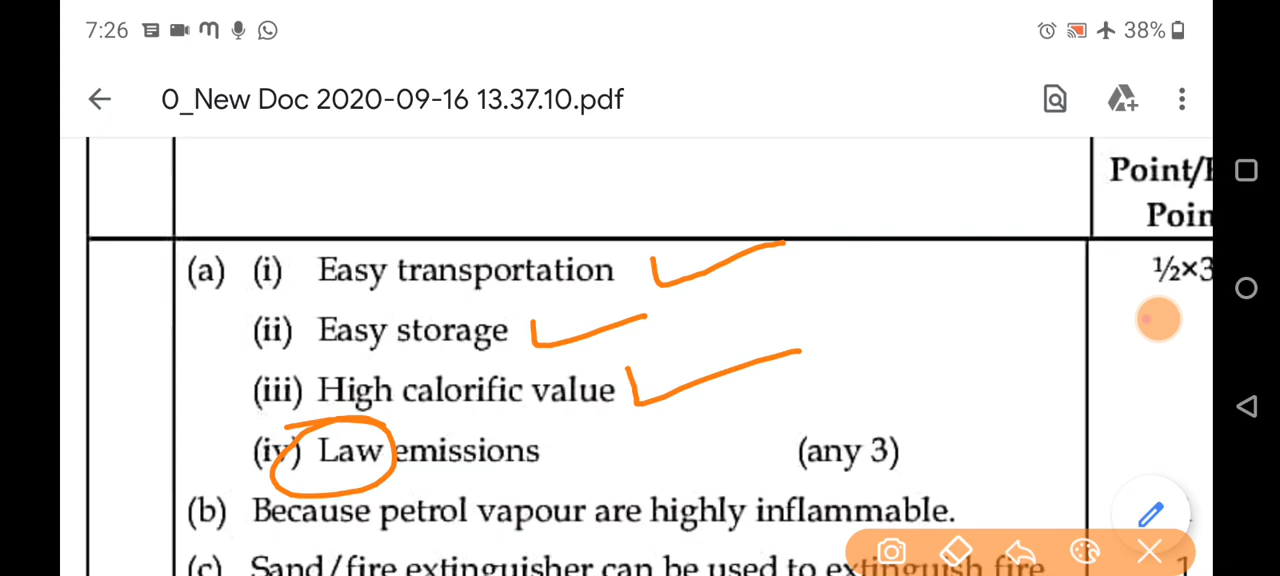 7:26 38%
0_New Doc 2020-09-16 13.37.10.pdf
Point/
Poin
(a) (i) Easy transportation ½×3
(ii) Easy storage
(iii) High calorific value
(iv) Law emissions (any 3)
(b) Because petrol vapour are highly inflammable.
(c) Sand/fire extinguisher can be used to extinguish fire 1